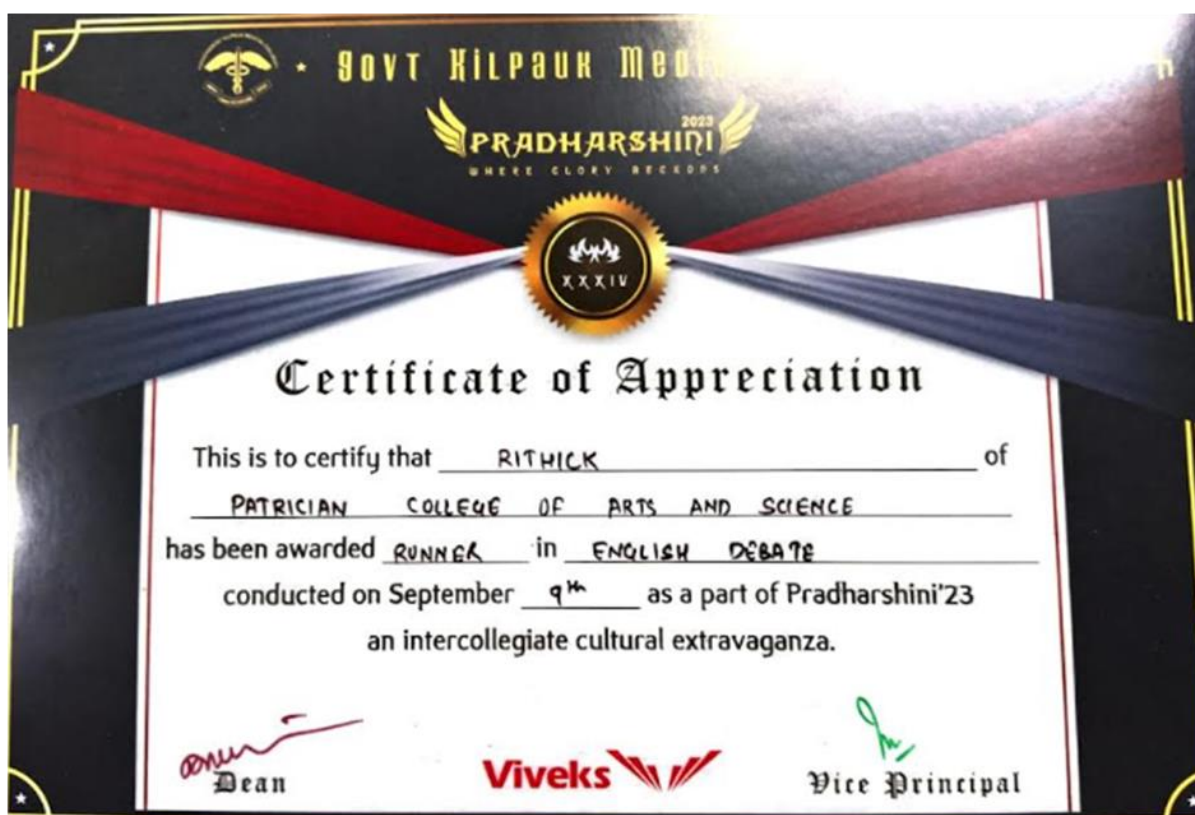 GOVT KILPAUK
2023
PRADHARSHINI
WHERE GLORY BECKONS
XXXIV
Certificate of Appreciation
This is to certify that RITHICK of
PATRICIAN COLLEGE OF ARTS AND SCIENCE
has been awarded RUNNER in ENGLISH DEBATE
conducted on September 9th as a part of Pradharshini'23
an intercollegiate cultural extravaganza.
Dean
Viveks
Vice Principal